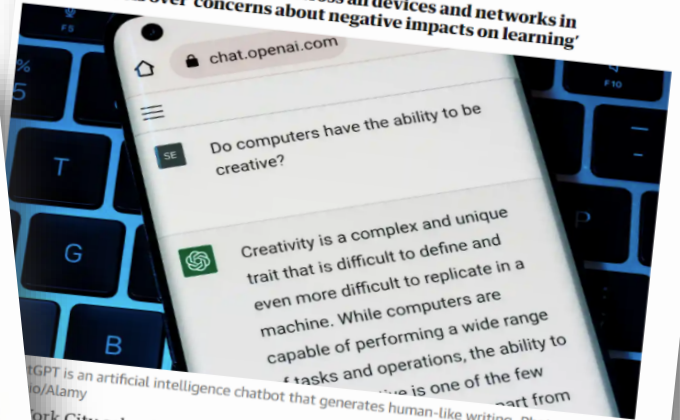 all devices and networks in
over concerns about negative impacts on learning'
F5
%
5
T
G
B
F10
P
chat.openai.com
SE
Do computers have the ability to be
creative?
Creativity is a complex and unique
trait that is difficult to define and
even more difficult to replicate in a
machine. While computers are
capable of performing a wide range
of tasks and operations, the ability to
is one of the few
part from
tGPT is an artificial intelligence chatbot that generates human-like writing.
io/Alamy